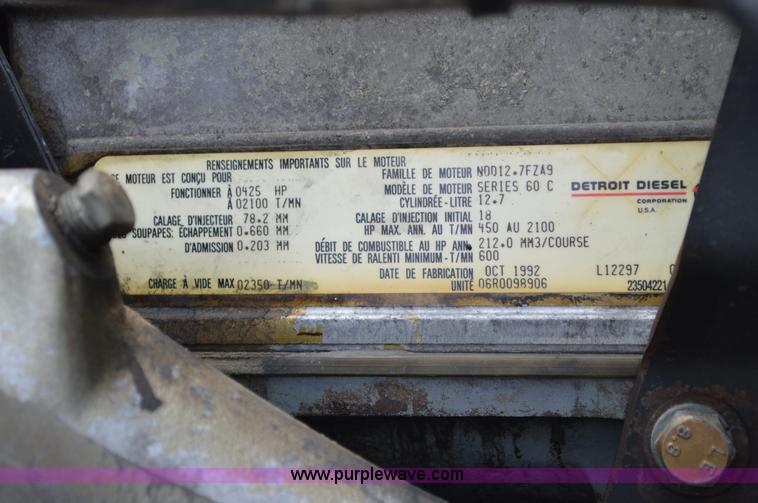 RENSEIGNEMENTS IMPORTANTS SUR LE MOTEUR
MOTEUR EST CONÇU POUR
FONCTIONNER À 0425 HP
À 02100 T/MN
CALAGE D'INJECTEUR 78.2 MM
SOUPAPES: ÉCHAPPEMENT 0.660 MM
D'ADMISSION 0.203 MM
CHARGE À VIDE MAX 02350 T/MN
FAMILLE DE MOTEUR NDD12.7FZA9
MODÈLE DE MOTEUR SERIES 60 C
CYLINDRÉE-LITRE 12.7
CALAGE D'INJECTION INITIAL 18
HP MAX. ANN. AU T/MN 450 AU 2100
DÉBIT DE COMBUSTIBLE AU HP ANN. 212.0 MM3/COURSE
VITESSE DE RALENTI MINIMUM-T/MN 600
DATE DE FABRICATION OCT 1992 L12297
UNITÉ 06R0098906 23504221
DETROIT DIESEL
CORPORATION
U.S.A.
8.8
LE
www.purplewave.com